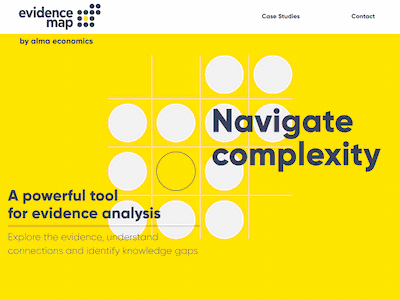 evidence
map
by alma economics
Case Studies
Contact
Navigate
complexity
A powerful tool
for evidence analysis
Explore the evidence, understand
connections and identify knowledge gaps